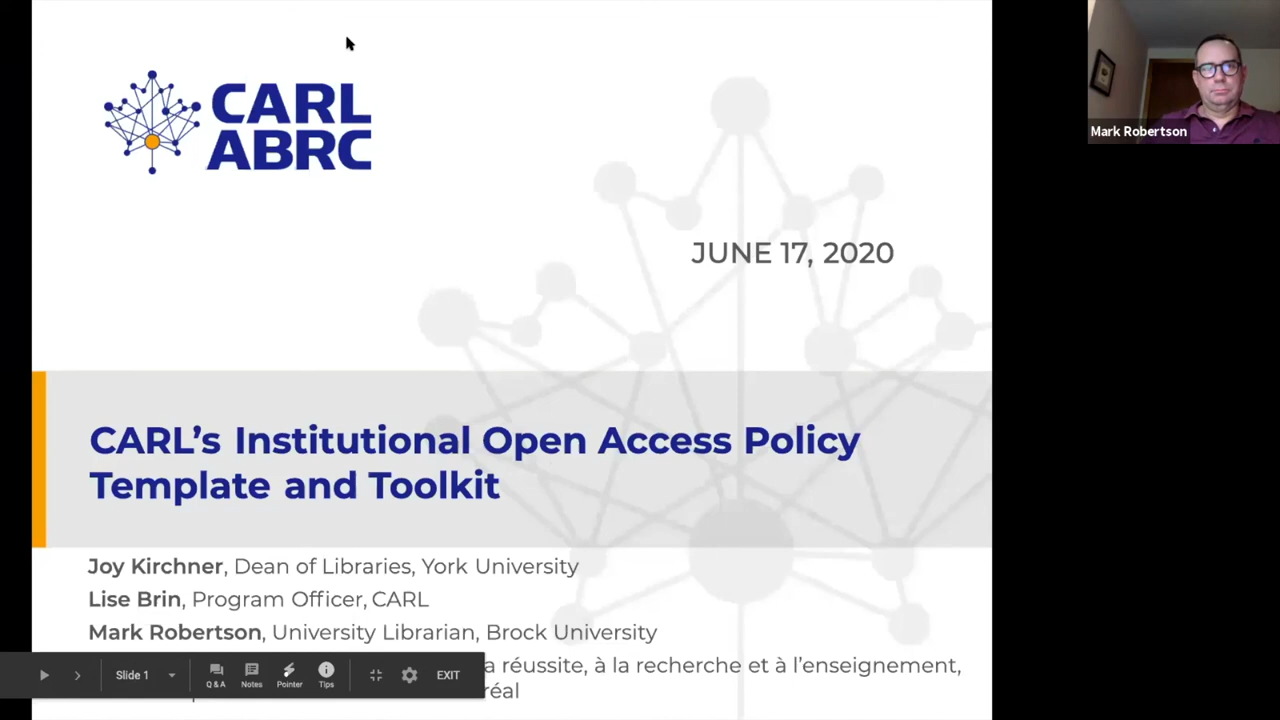 CARL
ABRC
Mark Robertson
JUNE 17, 2020
CARL's Institutional Open Access Policy
Template and Toolkit
Joy Kirchner, Dean of Libraries, York University
Lise Brin, Program Officer, CARL
Mark Robertson, University Librarian, Brock University
a réussite, à la recherche et à l'enseignement,
réal
Slide 1
Q & A
Notes
Pointer
Tips
EXIT